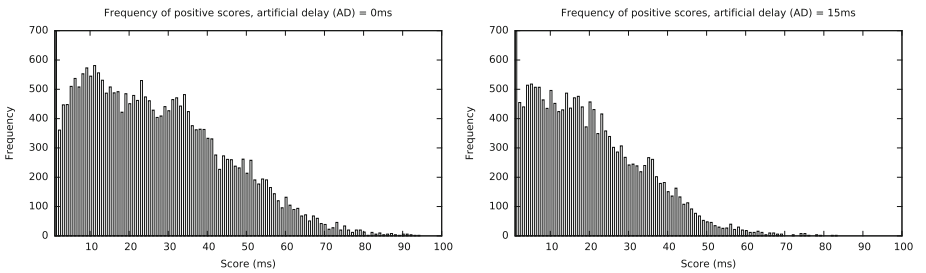 Frequency of positive scores, artificial delay (AD) = 0ms
700
600
500
400
300
200
100
0
Frequency
10 20 30 40 50 60 70 80 90 100
Score (ms)
Frequency of positive scores, artificial delay (AD) = 15ms
700
600
500
400
300
200
100
0
Frequency
10 20 30 40 50 60 70 80 90 100
Score (ms)